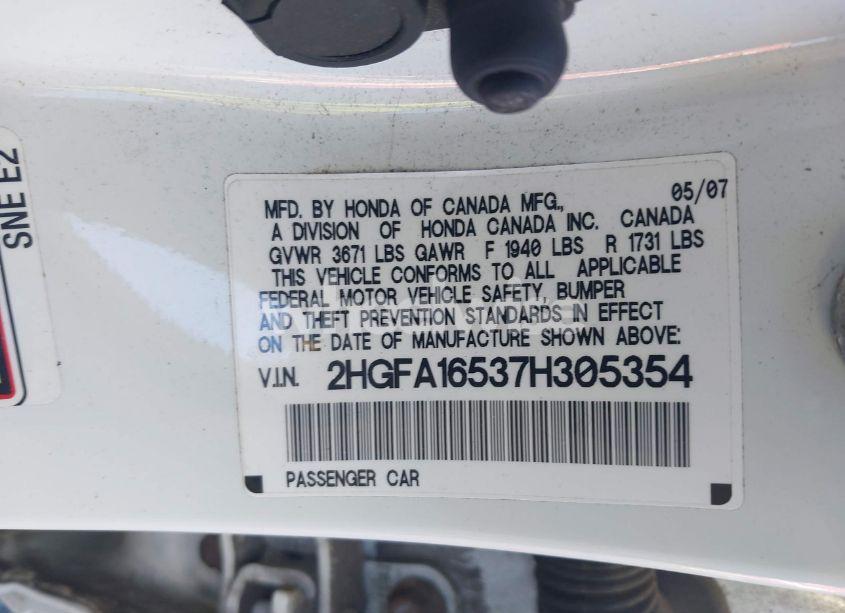 SNE E2
05/07
MFD. BY HONDA OF CANADA MFG.,
A DIVISION OF HONDA CANADA INC. CANADA
GVWR 3671 LBS GAWR F 1940 LBS R 1731 LBS
THIS VEHICLE CONFORMS TO ALL APPLICABLE
FEDERAL MOTOR VEHICLE SAFETY, BUMPER
AND THEFT PREVENTION STANDARDS IN EFFECT
ON THE DATE OF MANUFACTURE SHOWN ABOVE:
V.I.N. 2HGFA16537H305354
PASSENGER CAR